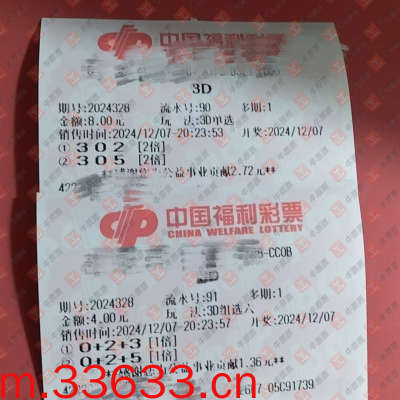 中国福利彩票
3D
期号:2024328 流水号:90 多期:1
金额:8.00元 玩 法:3D单选
销售时间:2024/12/07-20:23:53 开奖:2024/12/07
① 3 0 2 [2倍]
② 3 0 5 [2倍]
公益事业贡献2.72元**
中国福利彩票
CHINA WELFARE LOTTERY
-CC0B
期号:2024328 流水号:91 多期:1
金额:4.00元 玩 法:3D组选六
销售时间:2024/12/07-20:23:57 开奖:2024/12/07
① 0+2+3 [1倍]
② 0+2+5 [1倍]
公益事业贡献1.36元**
05C91739
m.33633.cn